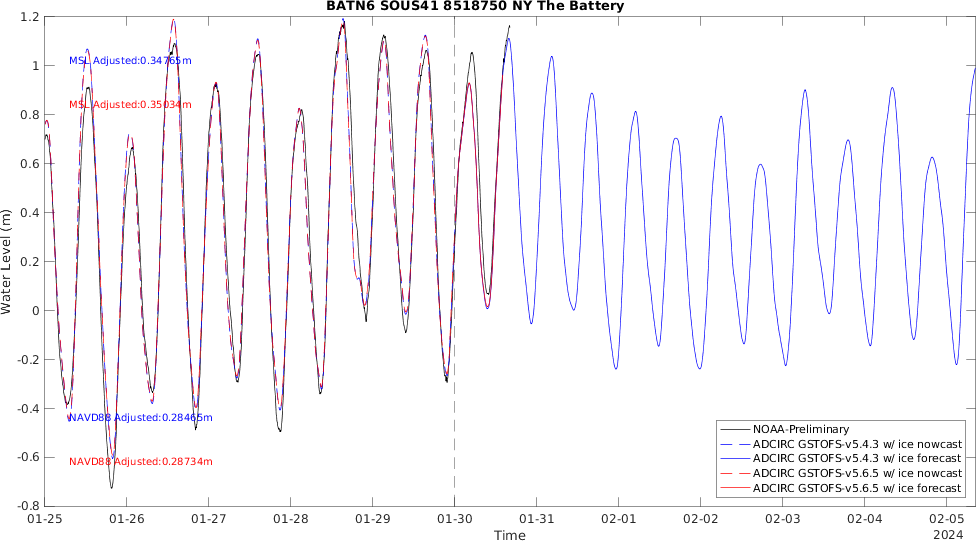 BATN6 SOUS41 8518750 NY The Battery
1.2
1
0.8
0.6
0.4
0.2
0
-0.2
-0.4
-0.6
-0.8
Water Level (m)
MSL Adjusted:0.34765m
MSL Adjusted:0.35034m
NAVD88 Adjusted:0.28465m
NAVD88 Adjusted:0.28734m
NOAA-Preliminary
ADCIRC GSTOFS-v5.4.3 w/ ice nowcast
ADCIRC GSTOFS-v5.4.3 w/ ice forecast
ADCIRC GSTOFS-v5.6.5 w/ ice nowcast
ADCIRC GSTOFS-v5.6.5 w/ ice forecast
01-25 01-26 01-27 01-28 01-29 01-30 01-31 02-01 02-02 02-03 02-04 02-05
Time
2024